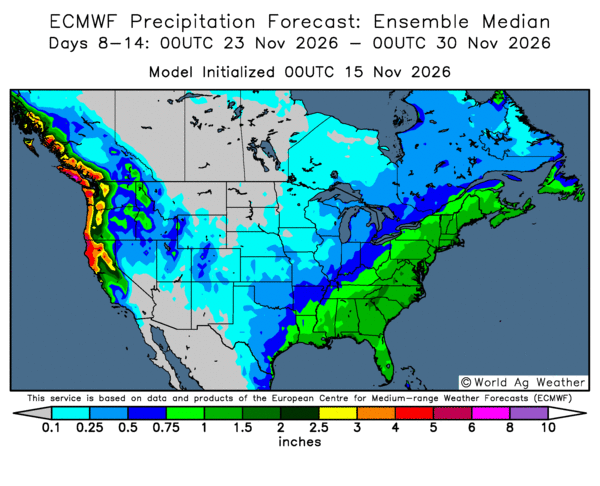 ECMWF Precipitation Forecast: Ensemble Median
Days 8–14: 00UTC 23 Nov 2026 – 00UTC 30 Nov 2026
Model Initialized 00UTC 15 Nov 2026
© World Ag Weather
This service is based on data and products of the European Centre for Medium-range Weather Forecasts (ECMWF)
0.1 0.25 0.5 0.75 1 1.5 2 2.5 3 4 5 6 8 10
inches